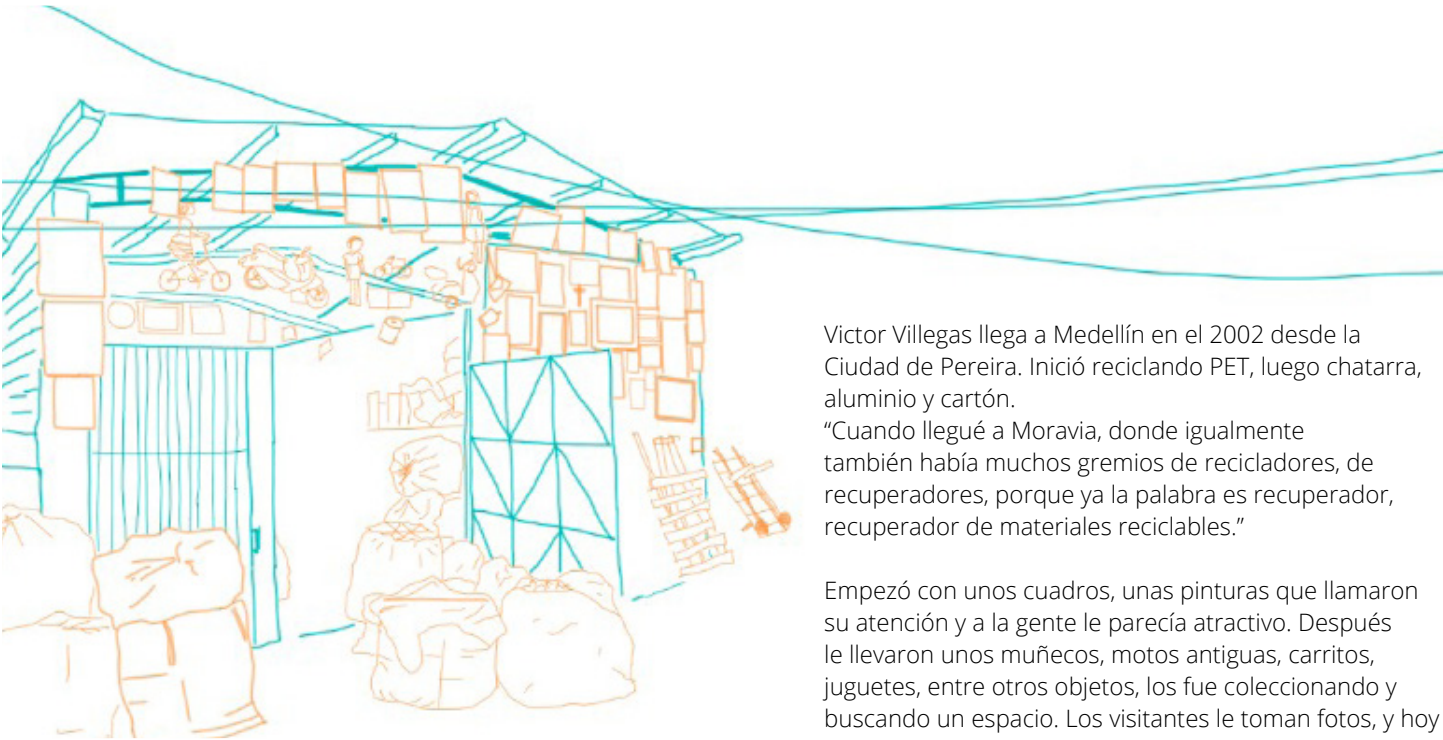 Victor Villegas llega a Medellín en el 2002 desde la
Ciudad de Pereira. Inició reciclando PET, luego chatarra,
aluminio y cartón.
“Cuando llegué a Moravia, donde igualmente
también había muchos gremios de recicladores, de
recuperadores, porque ya la palabra es recuperador,
recuperador de materiales reciclables.”
Empezó con unos cuadros, unas pinturas que llamaron
su atención y a la gente le parecía atractivo. Después
le llevaron unos muñecos, motos antiguas, carritos,
juguetes, entre otros objetos, los fue coleccionando y
buscando un espacio. Los visitantes le toman fotos, y hoy